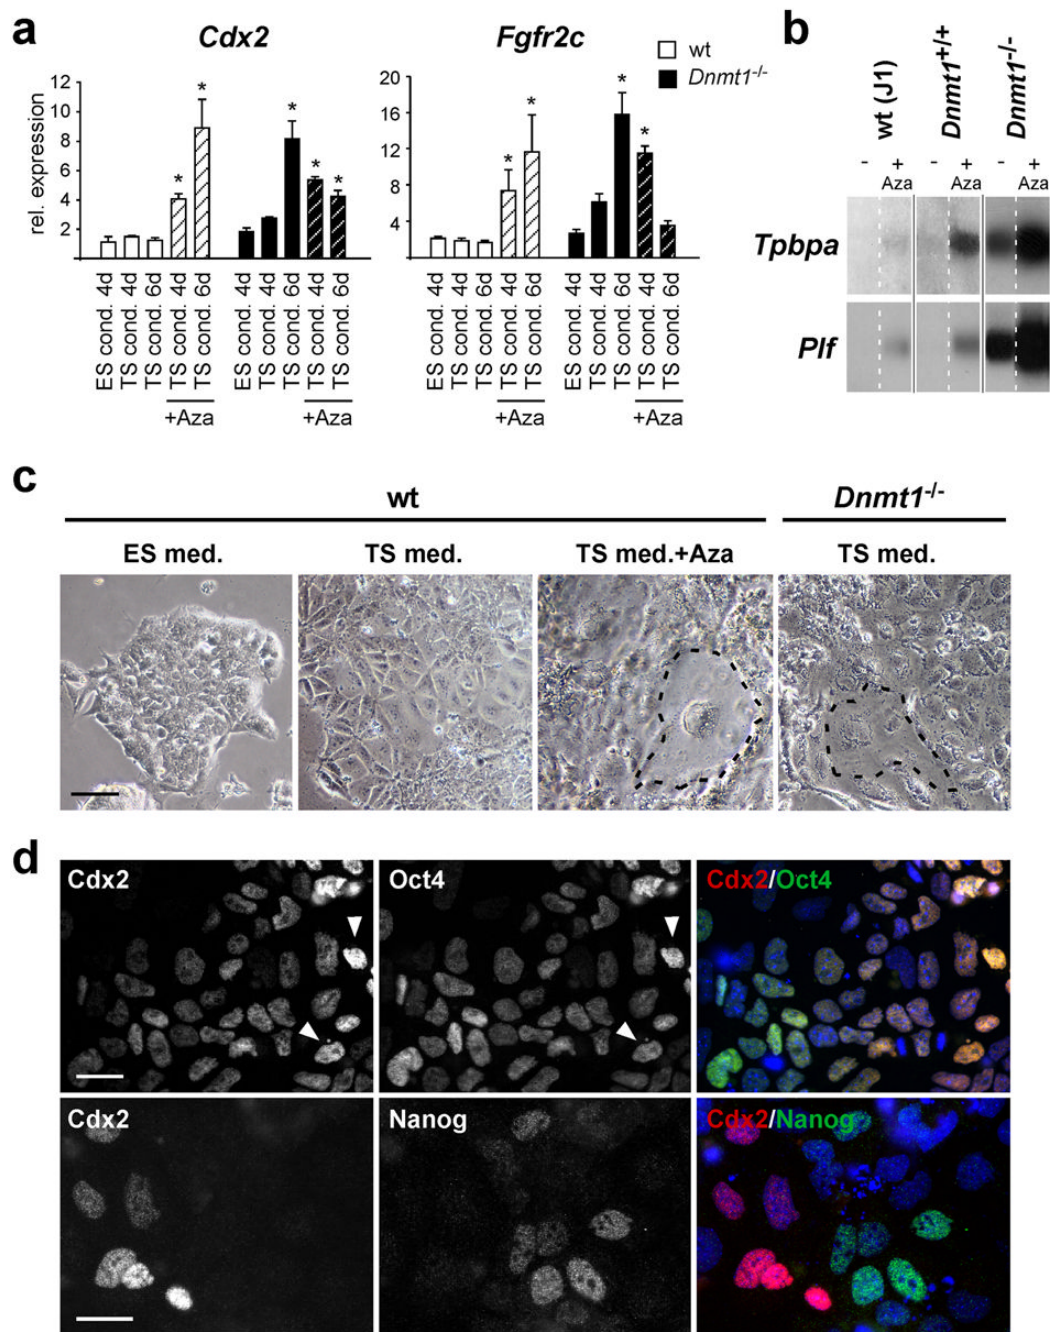 a
Cdx2
Fgfr2c
wt
Dnmt1-/-
rel. expression
12
10
8
6
4
2
20
16
12
8
4
*
*
*
*
*
*
*
*
*
ES cond. 4d
TS cond. 4d
TS cond. 6d
TS cond. 4d
TS cond. 6d
ES cond. 4d
TS cond. 4d
TS cond. 6d
TS cond. 4d
TS cond. 6d
ES cond. 4d
TS cond. 4d
TS cond. 6d
TS cond. 4d
TS cond. 6d
ES cond. 4d
TS cond. 4d
TS cond. 6d
TS cond. 4d
TS cond. 6d
+Aza
+Aza
+Aza
+Aza
b
wt (J1)
Dnmt1+/+
Dnmt1-/-
- + - + - +
Aza Aza Aza
Tpbpa
Plf
c
wt
Dnmt1-/-
ES med.
TS med.
TS med.+Aza
TS med.
d
Cdx2
Oct4
Cdx2/Oct4
Cdx2
Nanog
Cdx2/Nanog